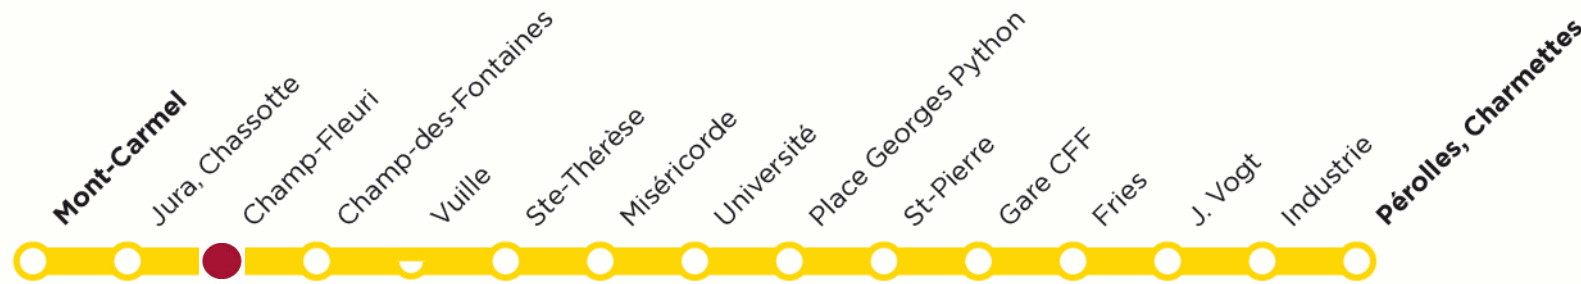 Mont-Carmel
Jura, Chassotte
Champ-Fleuri
Champ-des-Fontaines
Vuille
Ste-Thérèse
Miséricorde
Université
Place Georges Python
St-Pierre
Gare CFF
Fries
J. Vogt
Industrie
Pérolles, Charmettes